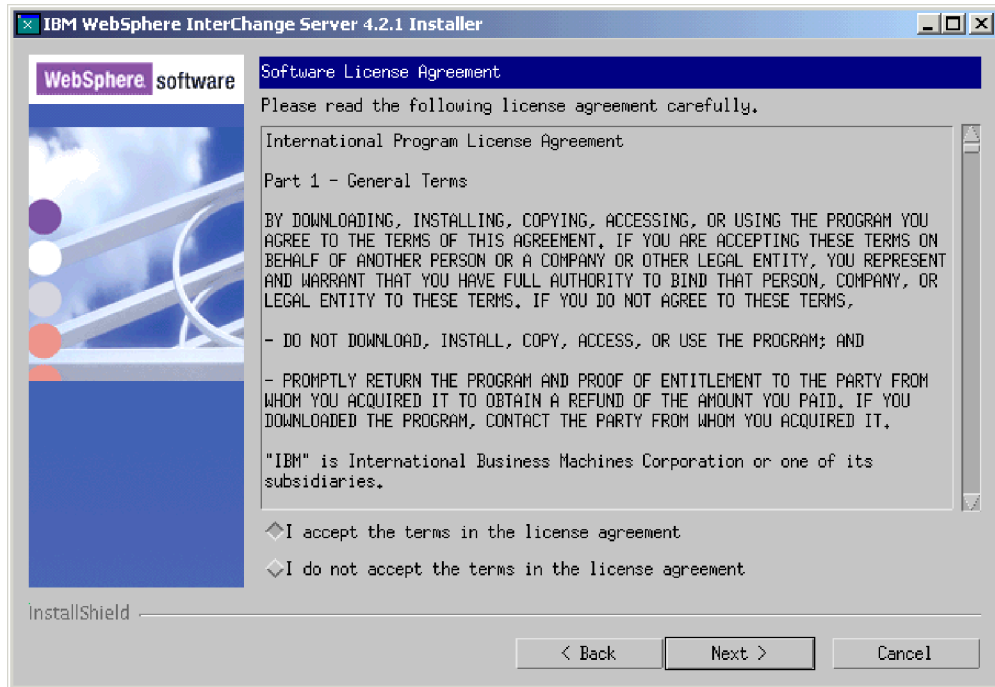 IBM WebSphere InterChange Server 4.2.1 Installer
WebSphere software
Software License Agreement
Please read the following license agreement carefully.
International Program License Agreement
Part 1 - General Terms
BY DOWNLOADING, INSTALLING, COPYING, ACCESSING, OR USING THE PROGRAM YOU
AGREE TO THE TERMS OF THIS AGREEMENT. IF YOU ARE ACCEPTING THESE TERMS ON
BEHALF OF ANOTHER PERSON OR A COMPANY OR OTHER LEGAL ENTITY, YOU REPRESENT
AND WARRANT THAT YOU HAVE FULL AUTHORITY TO BIND THAT PERSON, COMPANY, OR
LEGAL ENTITY TO THESE TERMS. IF YOU DO NOT AGREE TO THESE TERMS,
- DO NOT DOWNLOAD, INSTALL, COPY, ACCESS, OR USE THE PROGRAM; AND
- PROMPTLY RETURN THE PROGRAM AND PROOF OF ENTITLEMENT TO THE PARTY FROM
WHOM YOU ACQUIRED IT TO OBTAIN A REFUND OF THE AMOUNT YOU PAID. IF YOU
DOWNLOADED THE PROGRAM, CONTACT THE PARTY FROM WHOM YOU ACQUIRED IT.
"IBM" is International Business Machines Corporation or one of its
subsidiaries.
I accept the terms in the license agreement
I do not accept the terms in the license agreement
InstallShield
< Back
Next >
Cancel